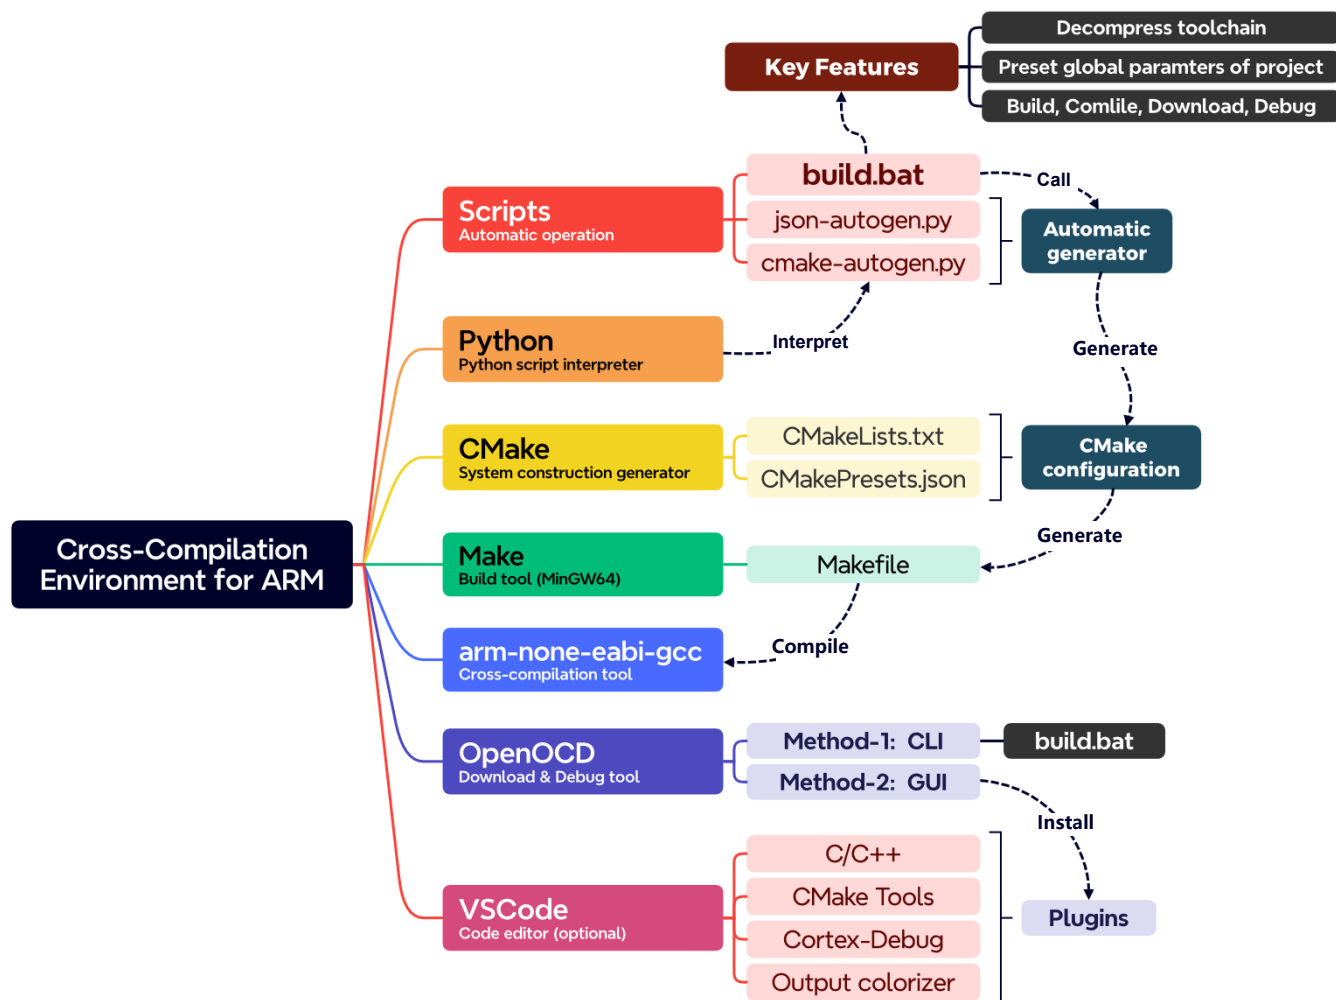 Decompress toolchain
Key Features
Preset global paramters of project
Build, Comlile, Download, Debug
build.bat
Call
Scripts
Automatic operation
json-autogen.py
cmake-autogen.py
Automatic
generator
Python
Python script interpreter
Interpret
Generate
CMake
System construction generator
CMakeLists.txt
CMakePresets.json
CMake
configuration
Generate
Cross-Compilation
Environment for ARM
Make
Build tool (MinGW64)
Makefile
Compile
arm-none-eabi-gcc
Cross-compilation tool
OpenOCD
Download & Debug tool
Method-1: CLI
build.bat
Method-2: GUI
Install
VSCode
Code editor (optional)
C/C++
CMake Tools
Cortex-Debug
Output colorizer
Plugins